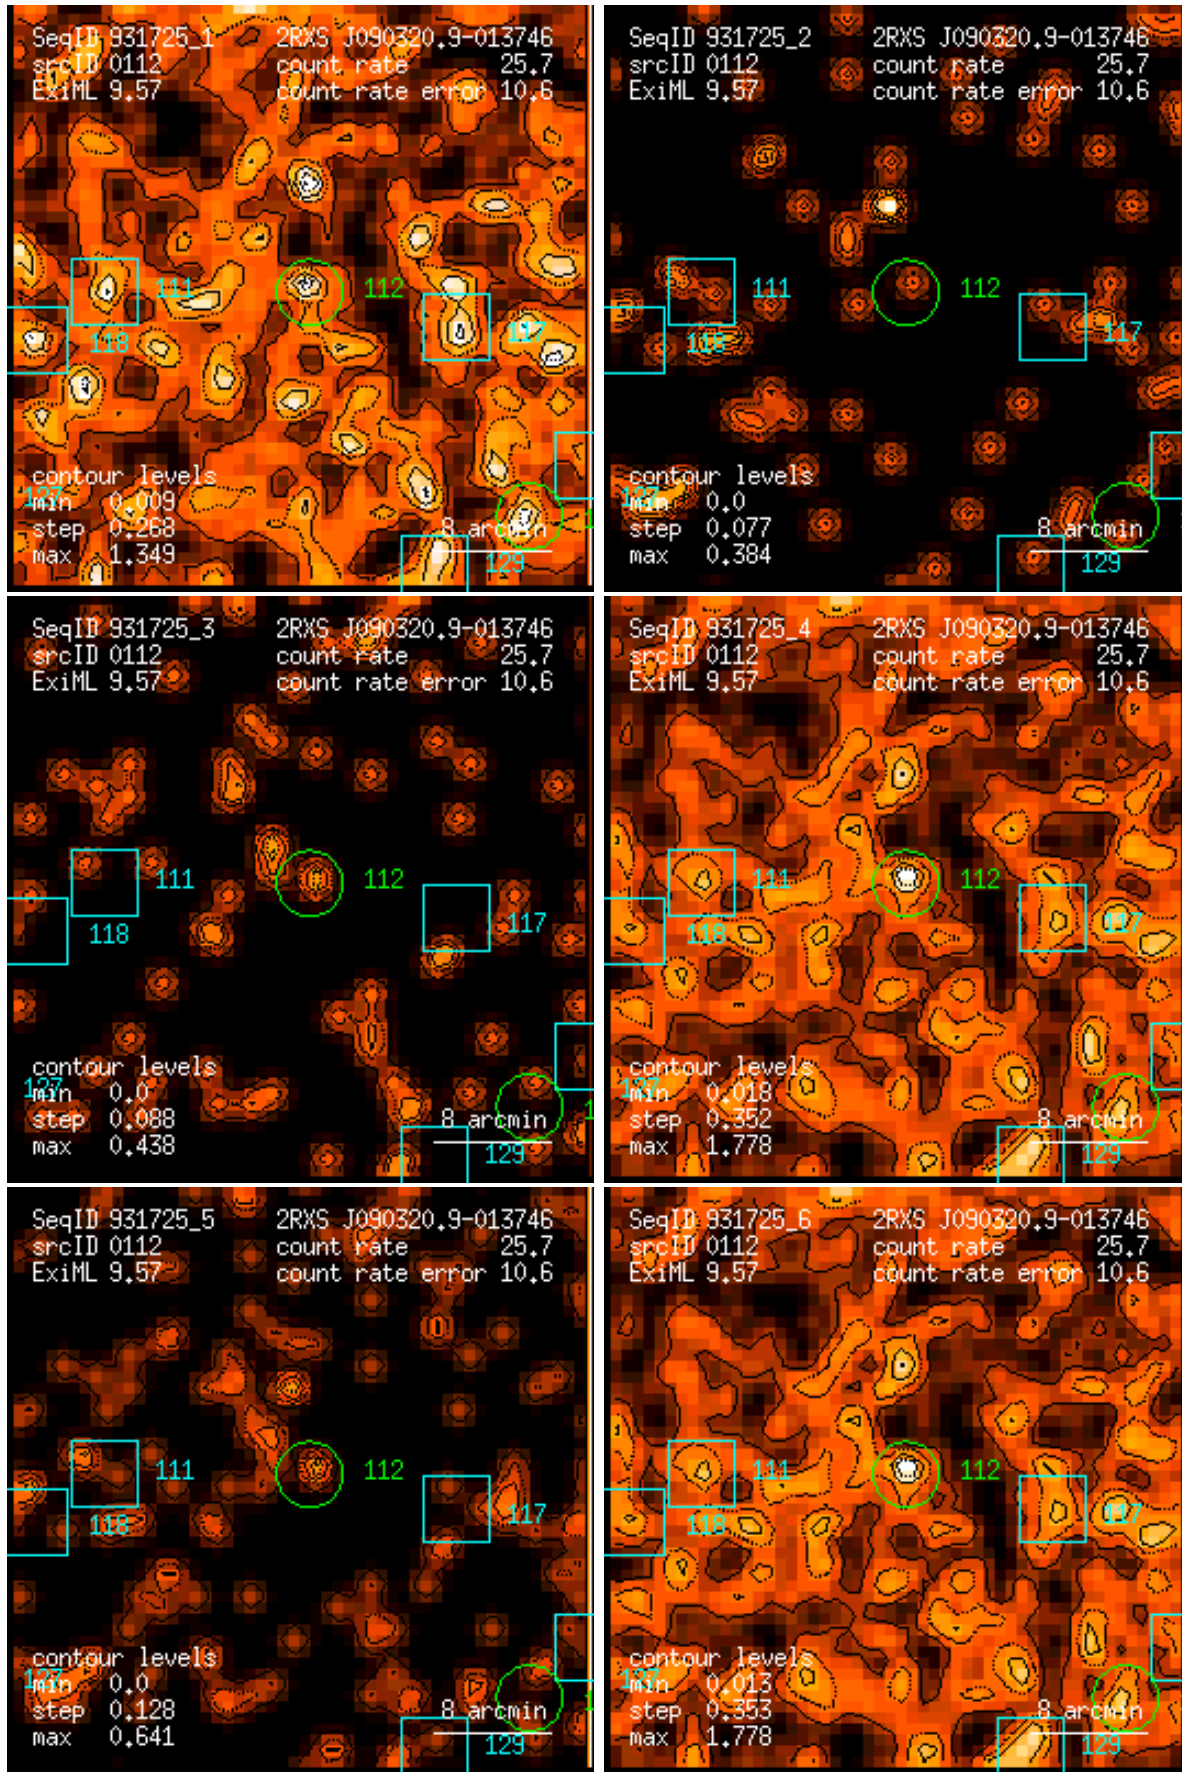 SeqID 931725_1 2RXS J090320.9-013746
srcID 0112 count rate 25.7
ExiML 9.57 count rate error 10.6
111 112
118 117
contour levels
127
min 0.009
step 0.268 8 arcmin
max 1.349 129
SeqID 931725_2 2RXS J090320.9-013746
srcID 0112 count rate 25.7
ExiML 9.57 count rate error 10.6
111 112
118 117
contour levels
127
min 0.0
step 0.077 8 arcmin
max 0.384 129
SeqID 931725_3 2RXS J090320.9-013746
srcID 0112 count rate 25.7
ExiML 9.57 count rate error 10.6
111 112
118 117
contour levels
127
min 0.0
step 0.088 8 arcmin
max 0.438 129
SeqID 931725_4 2RXS J090320.9-013746
srcID 0112 count rate 25.7
ExiML 9.57 count rate error 10.6
111 112
118 117
contour levels
127
min 0.018
step 0.352 8 arcmin
max 1.778 129
SeqID 931725_5 2RXS J090320.9-013746
srcID 0112 count rate 25.7
ExiML 9.57 count rate error 10.6
111 112
118 117
contour levels
127
min 0.0
step 0.128 8 arcmin
max 0.641 129
SeqID 931725_6 2RXS J090320.9-013746
srcID 0112 count rate 25.7
ExiML 9.57 count rate error 10.6
111 112
118 117
contour levels
127
min 0.013
step 0.353 8 arcmin
max 1.778 129